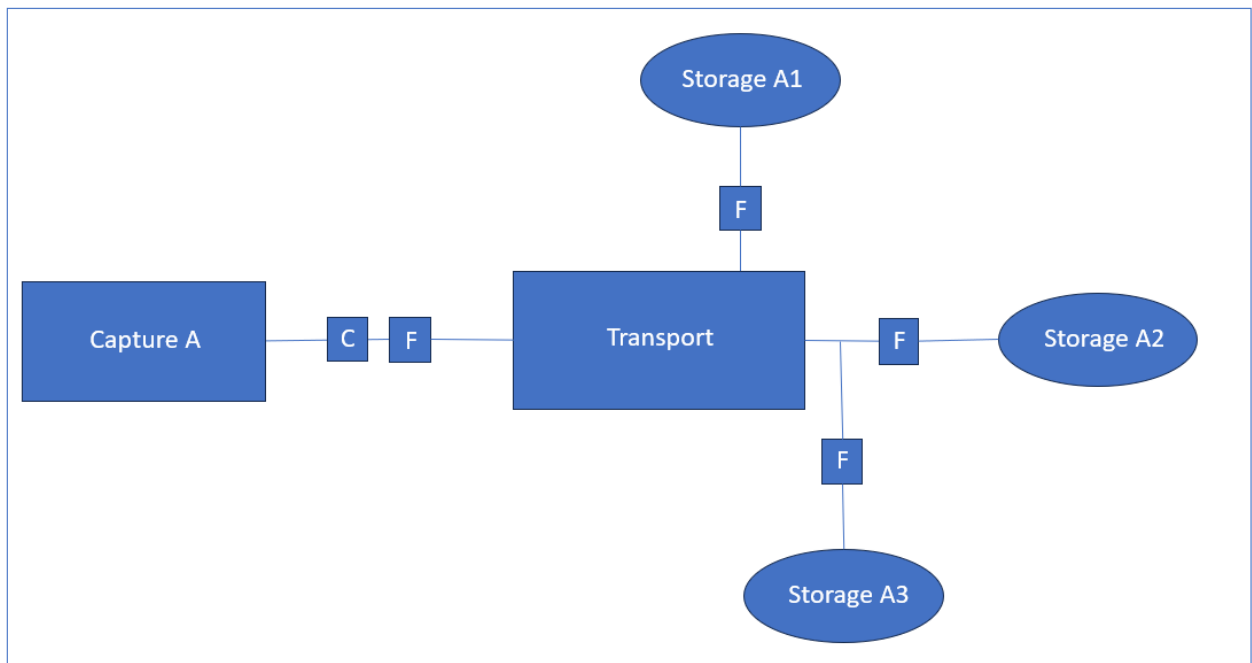 Storage A1
F
Capture A
C
F
Transport
F
Storage A2
F
Storage A3